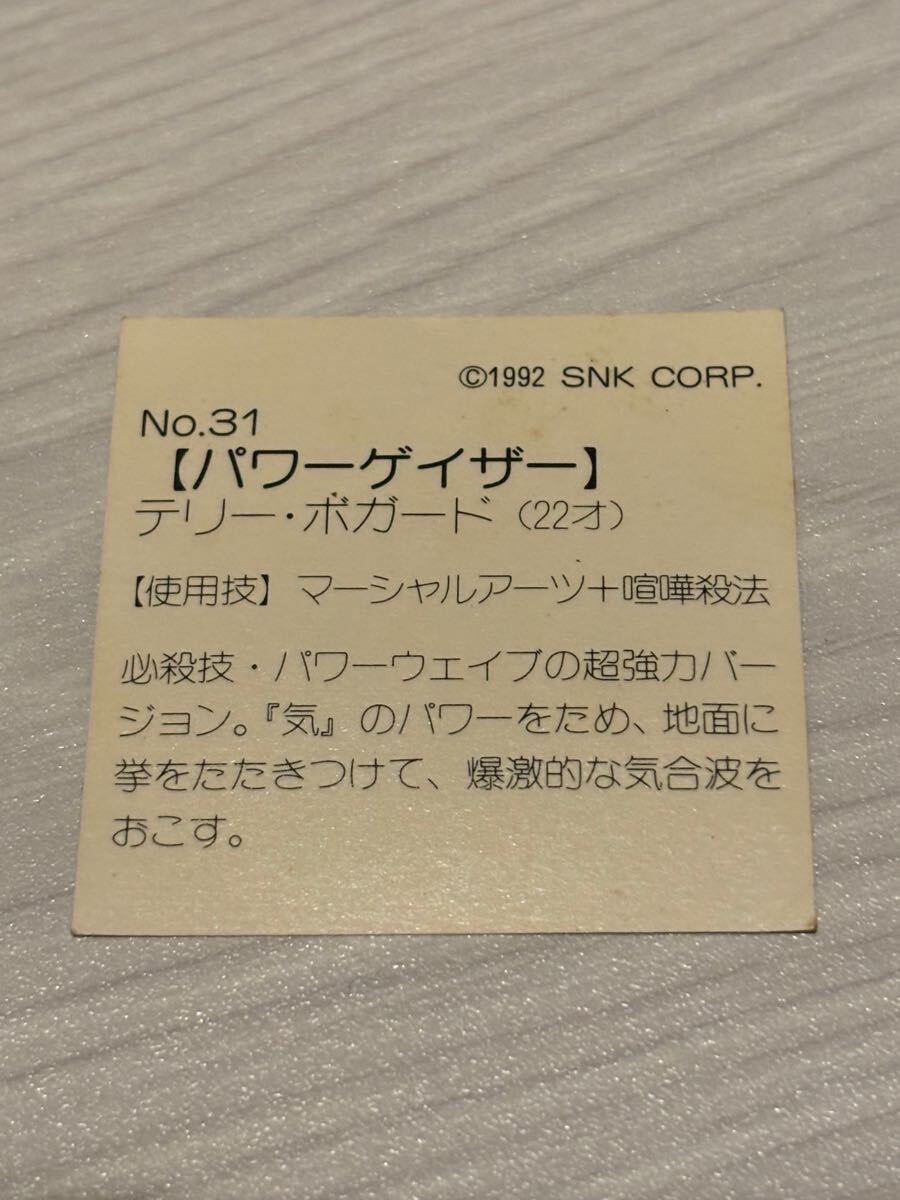 ©1992 SNK CORP.
No.31
【パワーゲイザー】
テリー・ボガード（22才）
【使用技】マーシャルアーツ＋喧嘩殺法
必殺技・パワーウェイブの超強力バー
ジョン。『気』のパワーをため、地面に
挙をたたきつけて、爆激的な気合波を
おこす。